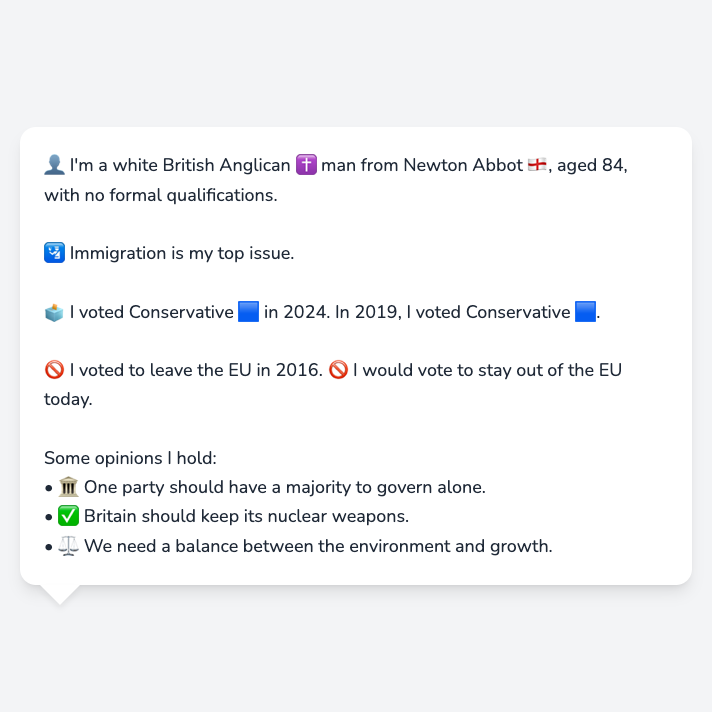 👤 I'm a white British Anglican ✝️ man from Newton Abbot 🏴󠁧󠁢󠁥󠁮󠁧󠁿, aged 84,
with no formal qualifications.
🛂 Immigration is my top issue.
🗳️ I voted Conservative 🟦 in 2024. In 2019, I voted Conservative 🟦.
🚫 I voted to leave the EU in 2016. 🚫 I would vote to stay out of the EU
today.
Some opinions I hold:
• 🏛️ One party should have a majority to govern alone.
• ✅ Britain should keep its nuclear weapons.
• ⚖️ We need a balance between the environment and growth.